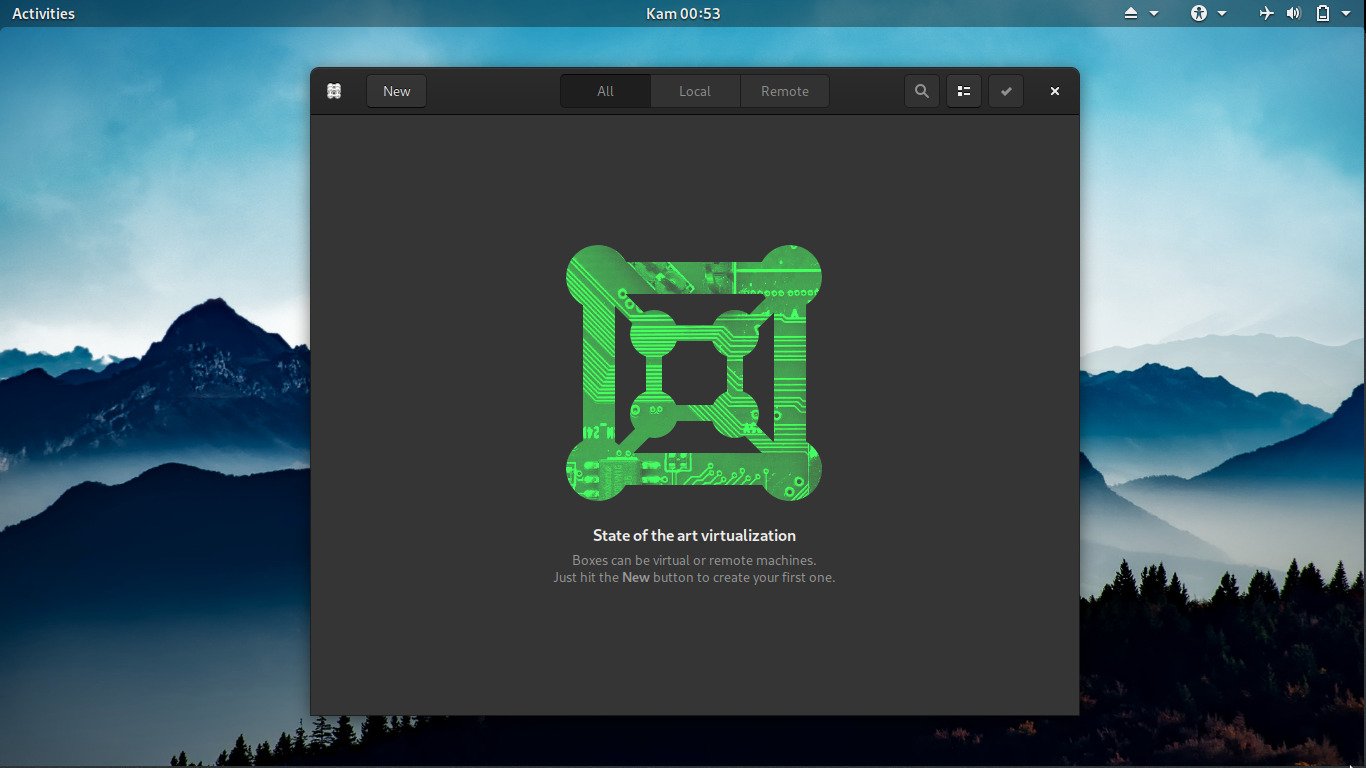 Activities
Kam 00:53
New
All
Local
Remote
State of the art virtualization
Boxes can be virtual or remote machines.
Just hit the New button to create your first one.